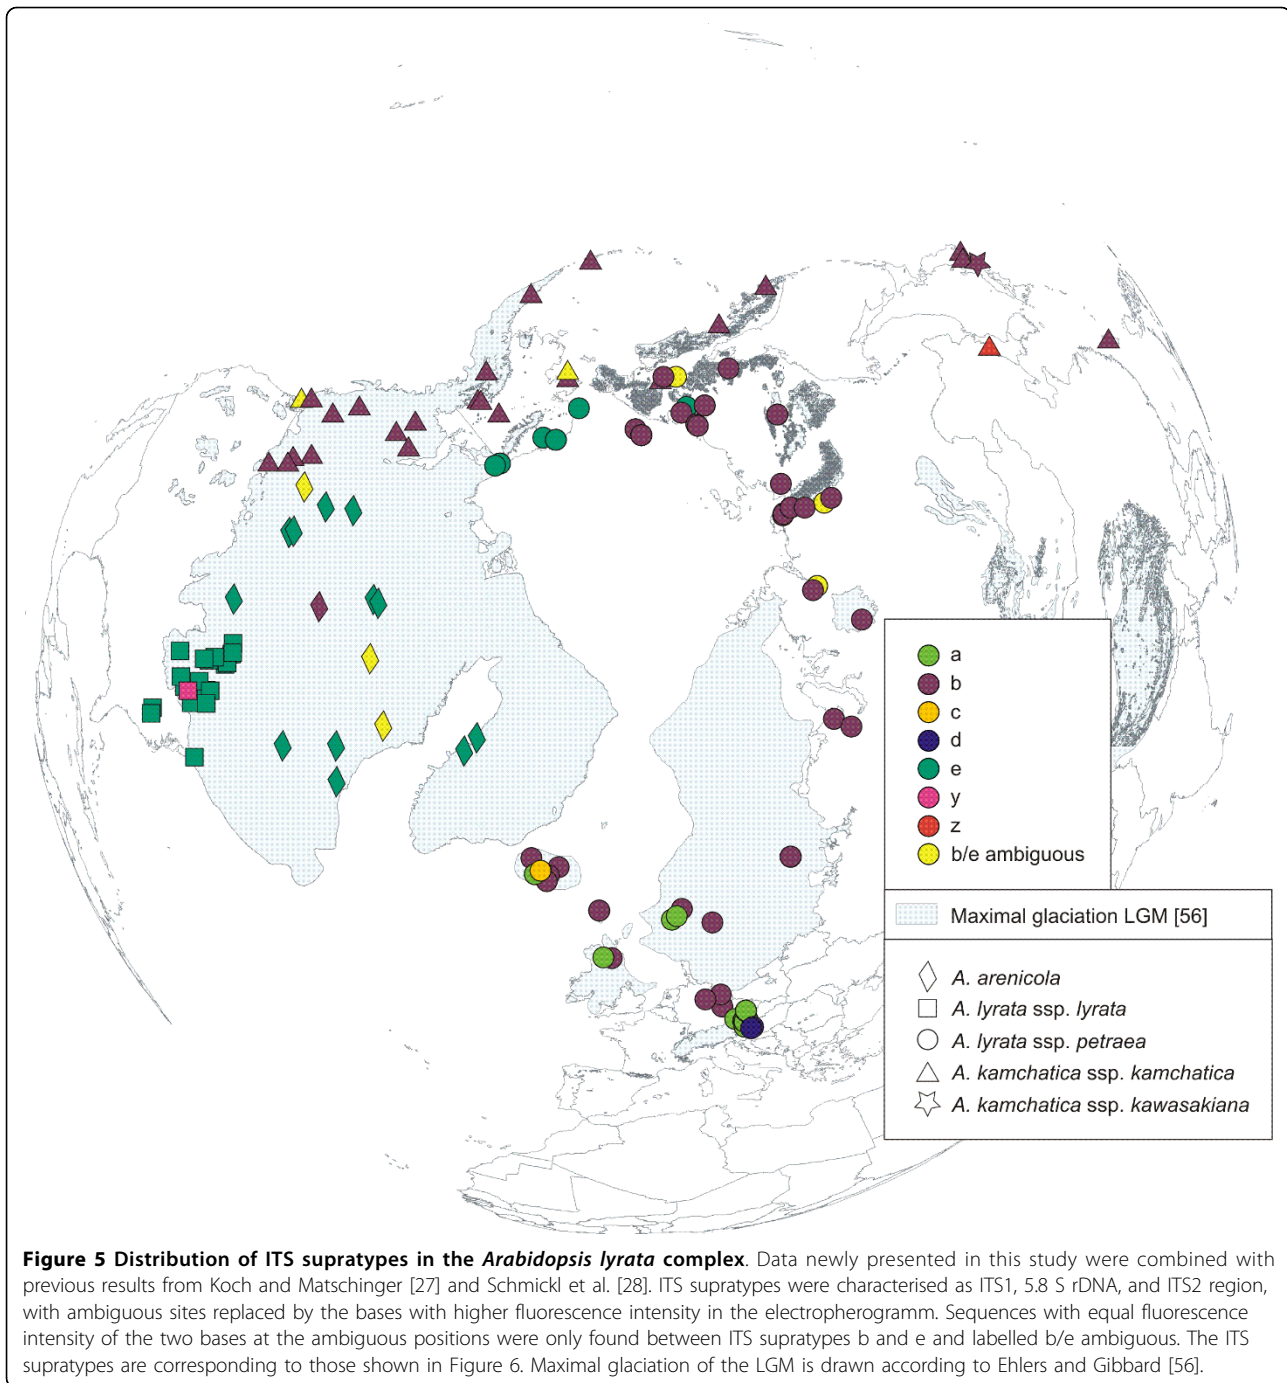 a
b
c
d
e
y
z
b/e ambiguous
Maximal glaciation LGM [56]
A. arenicola
A. lyrata ssp. lyrata
A. lyrata ssp. petraea
A. kamchatica ssp. kamchatica
A. kamchatica ssp. kawasakiana
Figure 5 Distribution of ITS supratypes in the Arabidopsis lyrata complex. Data newly presented in this study were combined with
previous results from Koch and Matschinger [27] and Schmickl et al. [28]. ITS supratypes were characterised as ITS1, 5.8 S rDNA, and ITS2 region,
with ambiguous sites replaced by the bases with higher fluorescence intensity in the electropherogramm. Sequences with equal fluorescence
intensity of the two bases at the ambiguous positions were only found between ITS supratypes b and e and labelled b/e ambiguous. The ITS
supratypes are corresponding to those shown in Figure 6. Maximal glaciation of the LGM is drawn according to Ehlers and Gibbard [56].